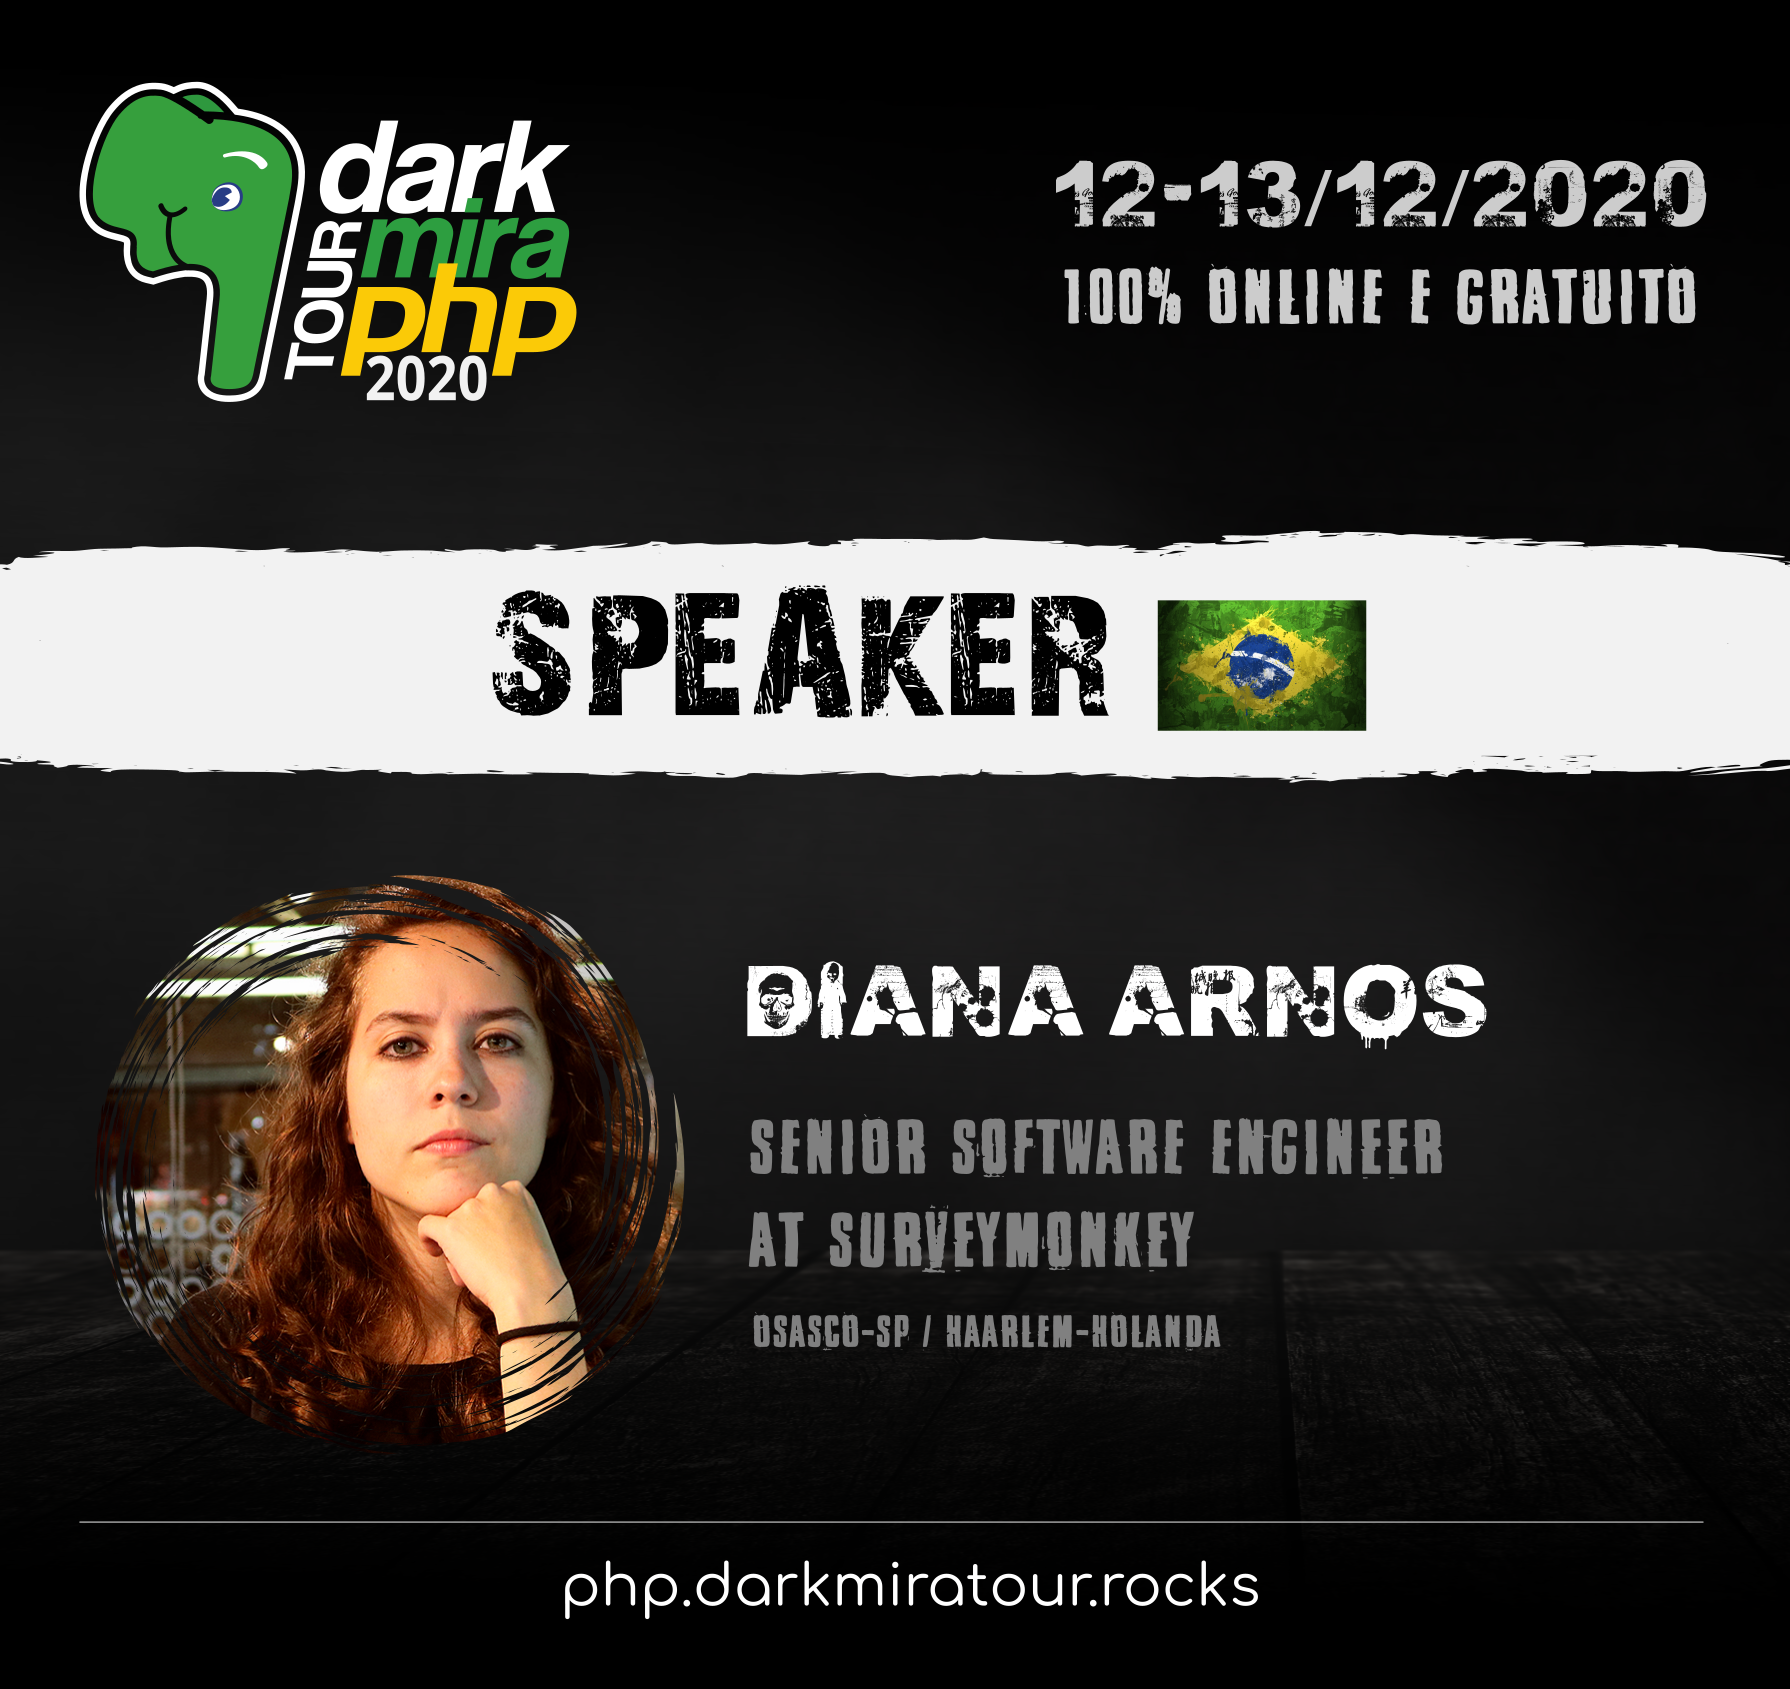 dark
mira
TOUR
php
2020
12-13/12/2020
100% ONLINE E GRATUITO
SPEAKER
DIANA ARNOS
SENIOR SOFTWARE ENGINEER
AT SURVEYMONKEY
OSASCO-SP / HAARLEM-HOLANDA
php.darkmiratour.rocks